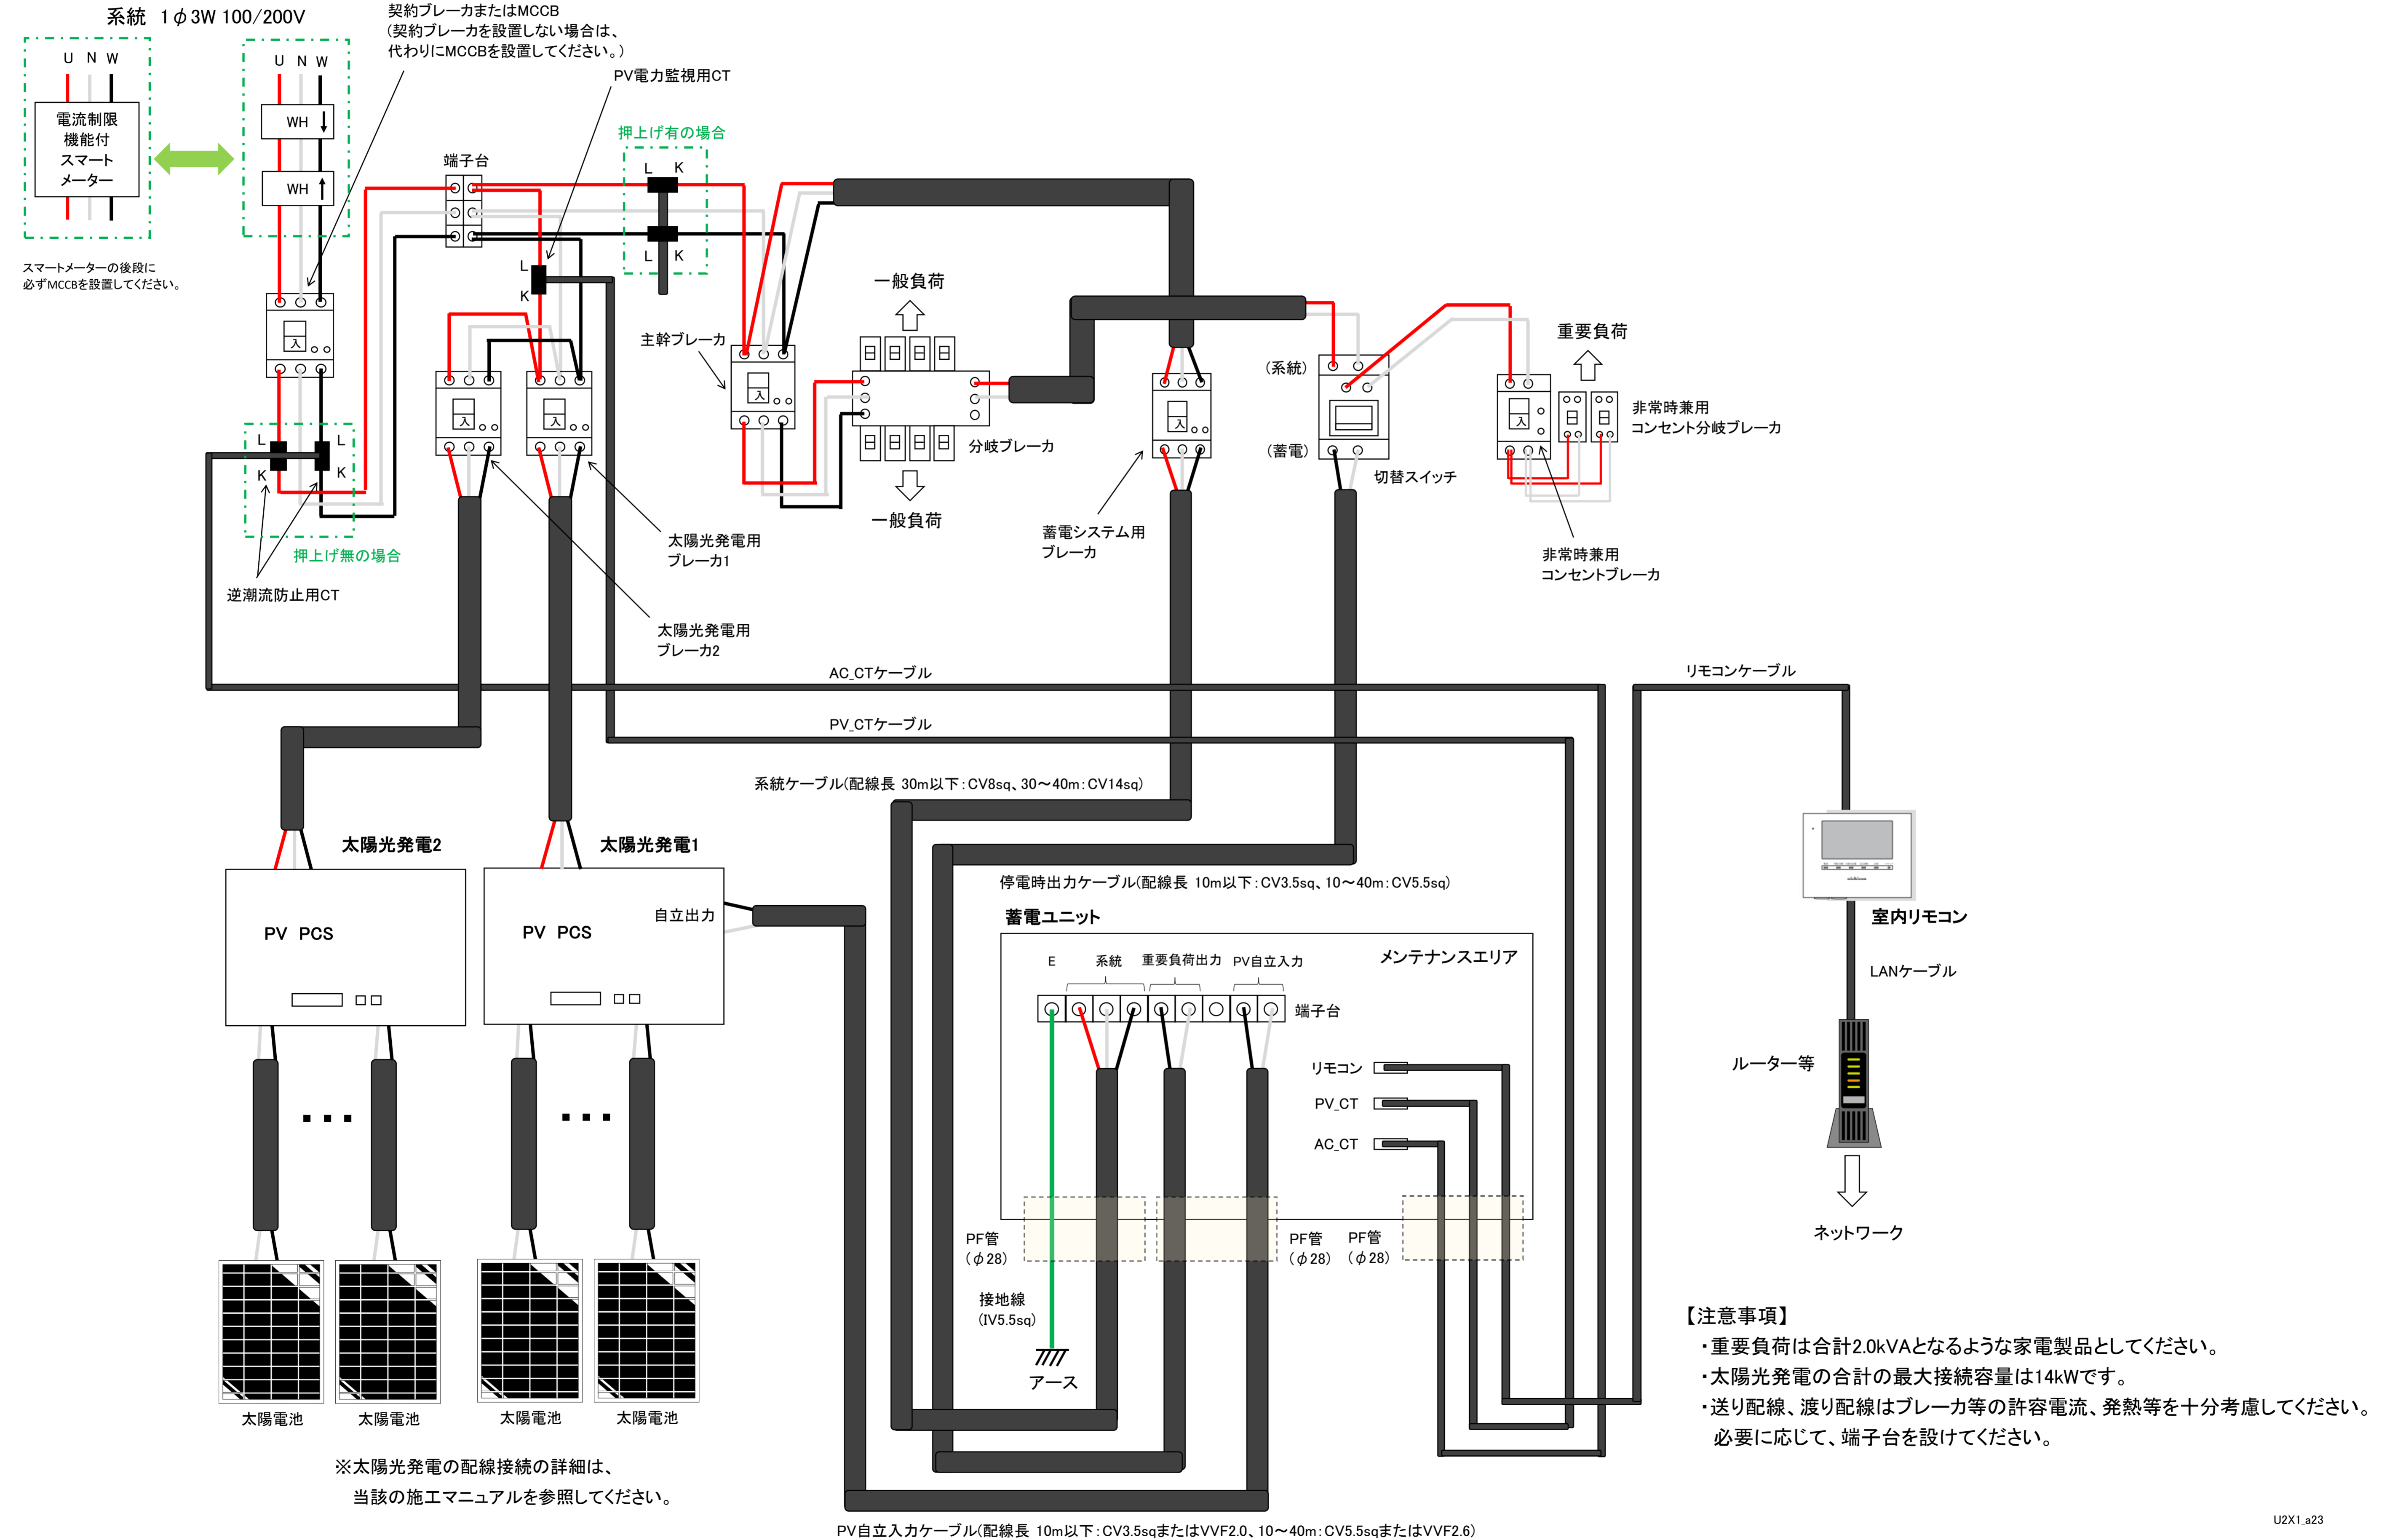 系統 1φ3W 100/200V
U N W
電流制限
機能付
スマート
メーター
スマートメーターの後段に
必ずMCCBを設置してください。
U N W
WH
WH
契約ブレーカまたはMCCB
(契約ブレーカを設置しない場合は、
代わりにMCCBを設置してください。)
PV電力監視用CT
押上げ有の場合
L K
L K
端子台
L
K
入
L L
K K
押上げ無の場合
逆潮流防止用CT
入
入
太陽光発電用
ブレーカ1
太陽光発電用
ブレーカ2
主幹ブレーカ
入
一般負荷
分岐ブレーカ
一般負荷
入
蓄電システム用
ブレーカ
(系統)
(蓄電)
切替スイッチ
入
重要負荷
非常時兼用
コンセント分岐ブレーカ
非常時兼用
コンセントブレーカ
AC_CTケーブル
リモコンケーブル
PV_CTケーブル
系統ケーブル(配線長 30m以下:CV8sq、30~40m:CV14sq)
太陽光発電2
太陽光発電1
停電時出力ケーブル(配線長 10m以下:CV3.5sq、10~40m:CV5.5sq)
PV PCS
PV PCS
自立出力
蓄電ユニット
メンテナンスエリア
E 系統 重要負荷出力 PV自立入力
端子台
リモコン
PV_CT
AC_CT
PF管
(φ28)
PF管
(φ28)
PF管
(φ28)
接地線
(IV5.5sq)
アース
室内リモコン
LANケーブル
ルーター等
ネットワーク
太陽電池 太陽電池 太陽電池 太陽電池
※太陽光発電の配線接続の詳細は、
当該の施工マニュアルを参照してください。
【注意事項】
・重要負荷は合計2.0kVAとなるような家電製品としてください。
・太陽光発電の合計の最大接続容量は14kWです。
・送り配線、渡り配線はブレーカ等の許容電流、発熱等を十分考慮してください。
必要に応じて、端子台を設けてください。
PV自立入力ケーブル(配線長 10m以下:CV3.5sqまたはVVF2.0、10~40m:CV5.5sqまたはVVF2.6)
U2X1_a23